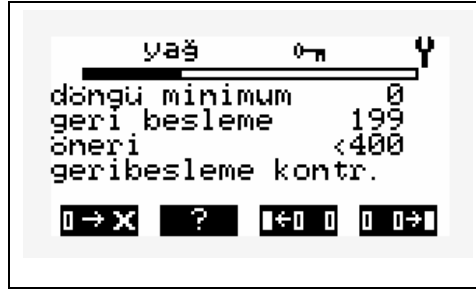 yağ
döngü minimum 0
geri besleme 199
öneri <400
geribesleme kontr.
?